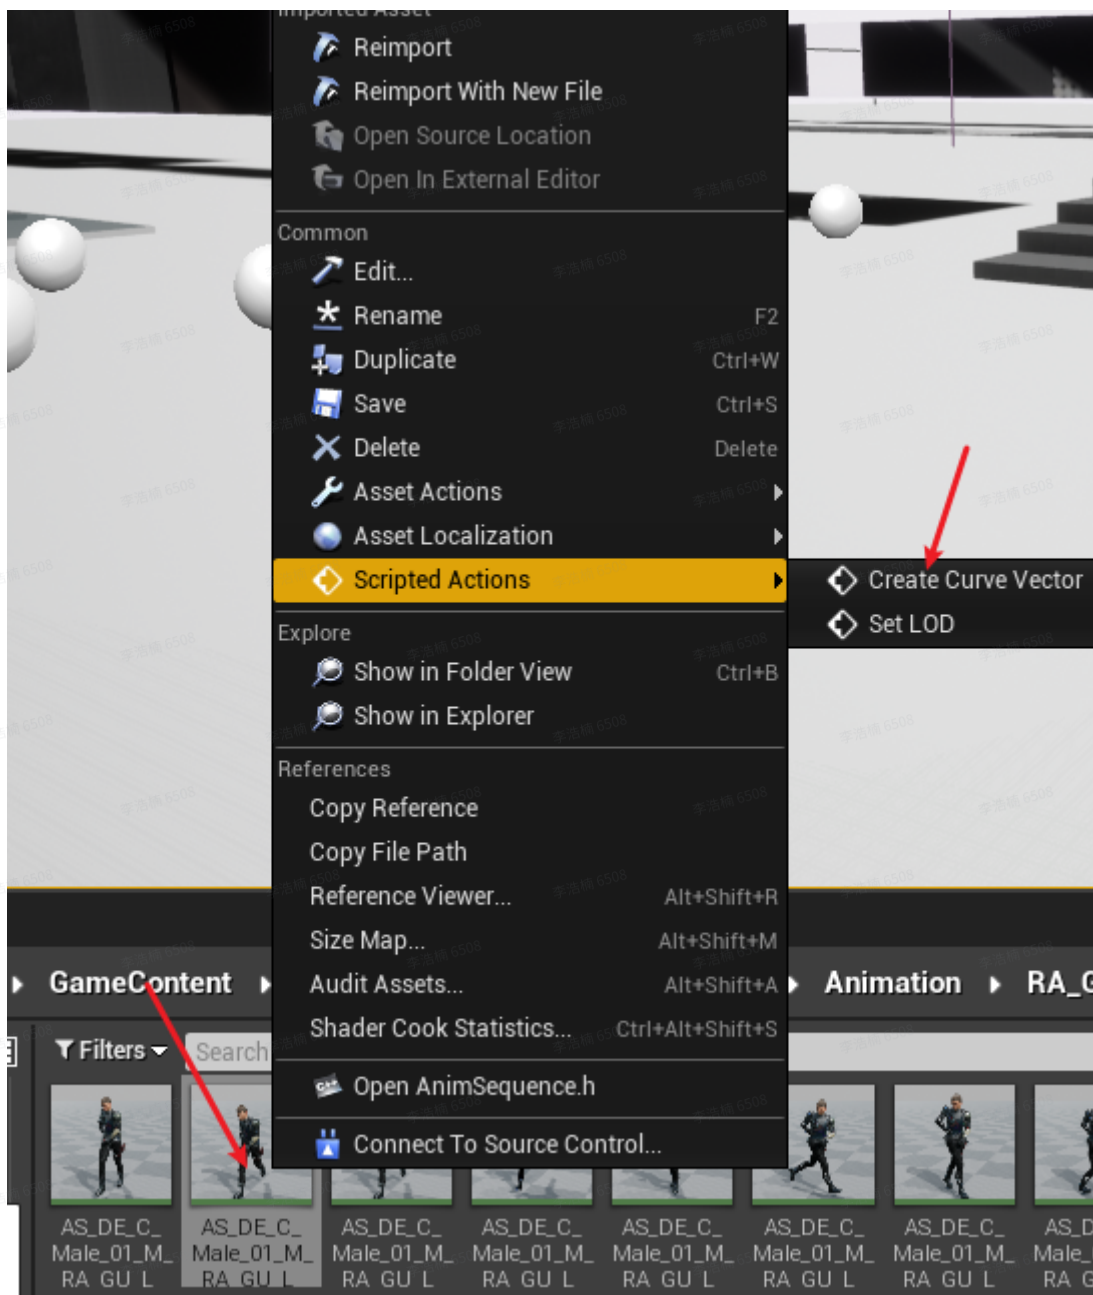 Imported Asset
Reimport
Reimport With New File
Open Source Location
Open In External Editor
Common
Edit...
Rename F2
Duplicate Ctrl+W
Save Ctrl+S
Delete Delete
Asset Actions
Asset Localization
Scripted Actions
Create Curve Vector
Set LOD
Explore
Show in Folder View Ctrl+B
Show in Explorer
References
Copy Reference
Copy File Path
Reference Viewer... Alt+Shift+R
Size Map... Alt+Shift+M
Audit Assets... Alt+Shift+A
Shader Cook Statistics... Ctrl+Alt+Shift+S
Open AnimSequence.h
Connect To Source Control...
GameContent Animation RA_G
Filters Search
AS_DE_C_ AS_DE_C_ AS_DE_C_ AS_DE_C_ AS_DE_C_ AS_DE_C_ AS_DE_C_ AS_D
Male_01_M_ Male_01_M_ Male_01_M_ Male_01_M_ Male_01_M_ Male_01_M_ Male_01_M_ Male_
RA_GU_L RA_GU_L RA_GU_L RA_GU_L RA_GU_L RA_GU_L RA_GU_L RA_G